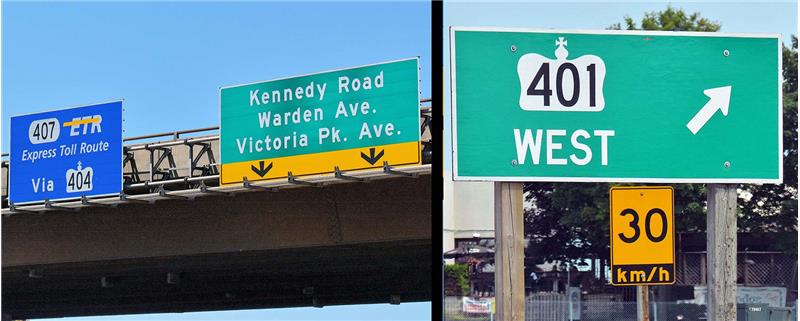 407 ETR
Express Toll Route
Via 404
Kennedy Road
Warden Ave.
Victoria Pk. Ave.
401
WEST
30
km/h